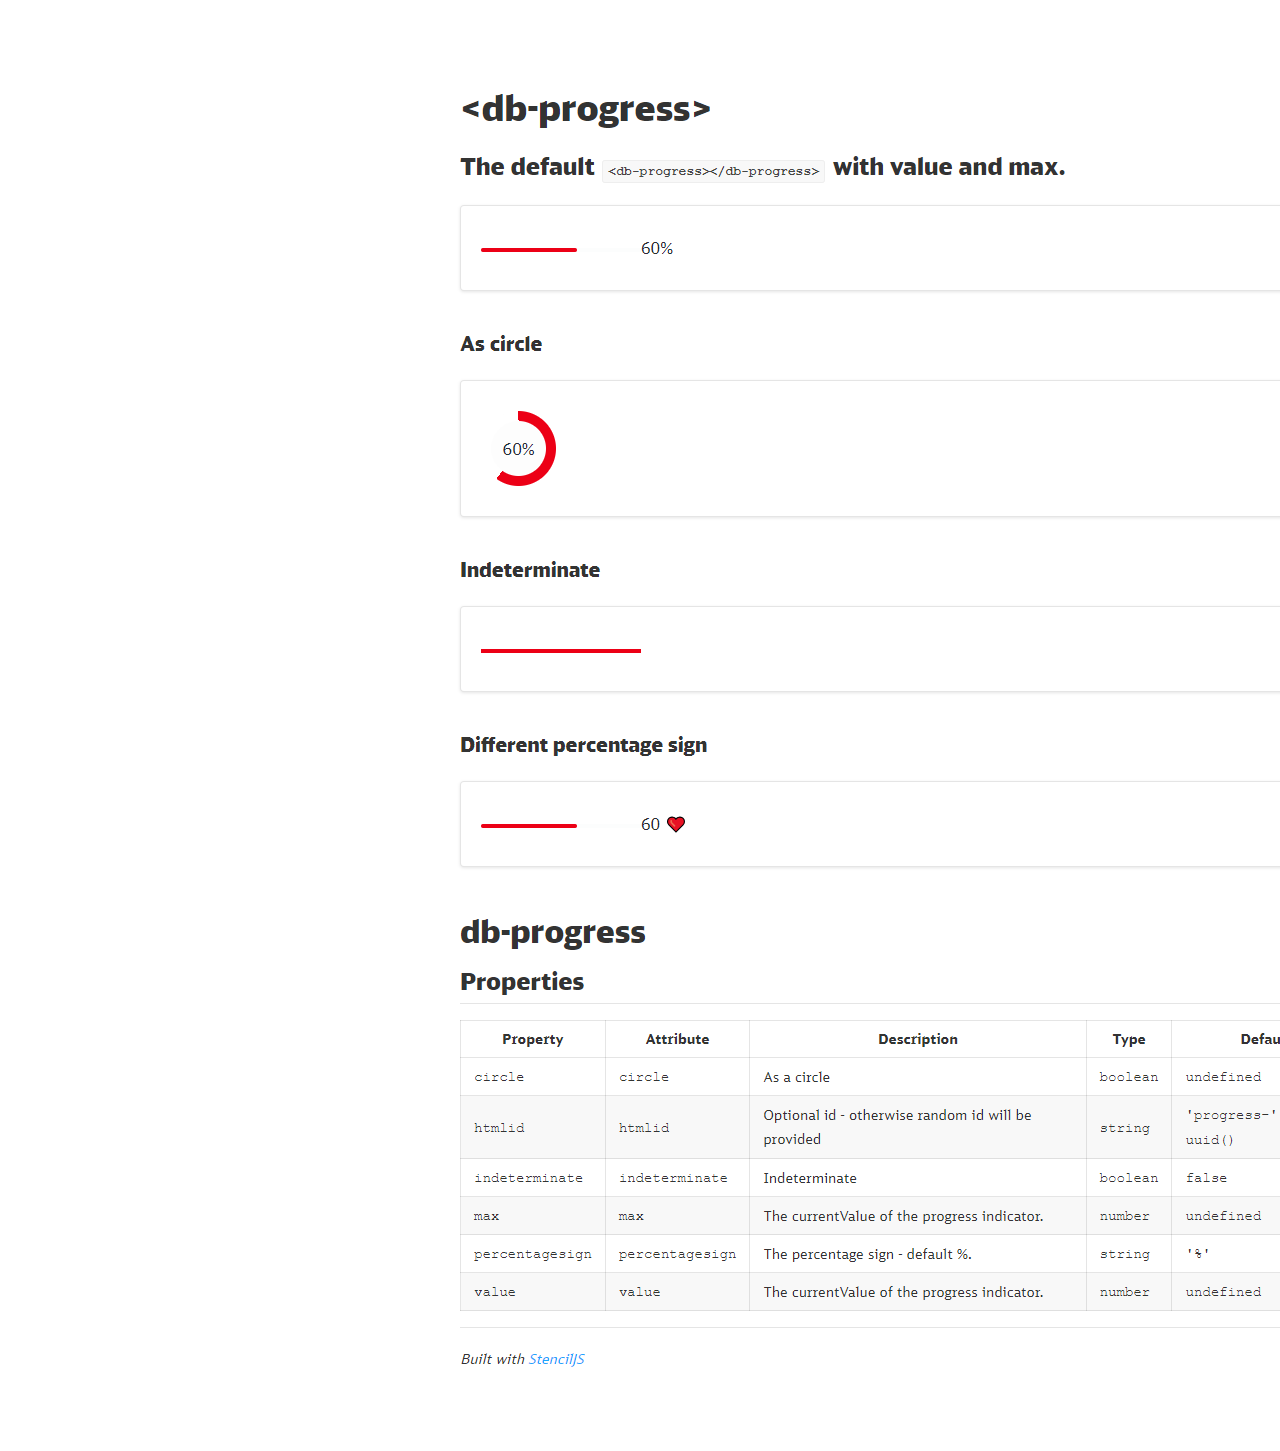 <db-progress>
The default <db-progress></db-progress> with value and max.
60%
As circle
60%
Indeterminate
Different percentage sign
60
db-progress
Properties
Property Attribute Description Type Defau
circle circle As a circle boolean undefined
htmlid htmlid Optional id - otherwise random id will be provided string 'progress-' uuid()
indeterminate indeterminate Indeterminate boolean false
max max The currentValue of the progress indicator. number undefined
percentagesign percentagesign The percentage sign - default %. string '%'
value value The currentValue of the progress indicator. number undefined
Built with StencilJS